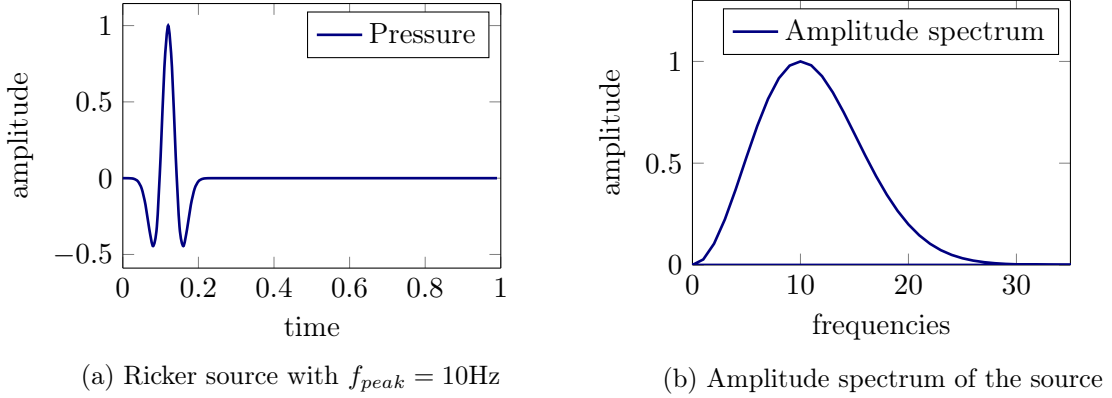 Pressure
1
0.5
0
−0.5
amplitude
0 0.2 0.4 0.6 0.8 1
time
(a) Ricker source with f_{peak} = 10Hz
Amplitude spectrum
1
0.5
0
amplitude
0 10 20 30
frequencies
(b) Amplitude spectrum of the source